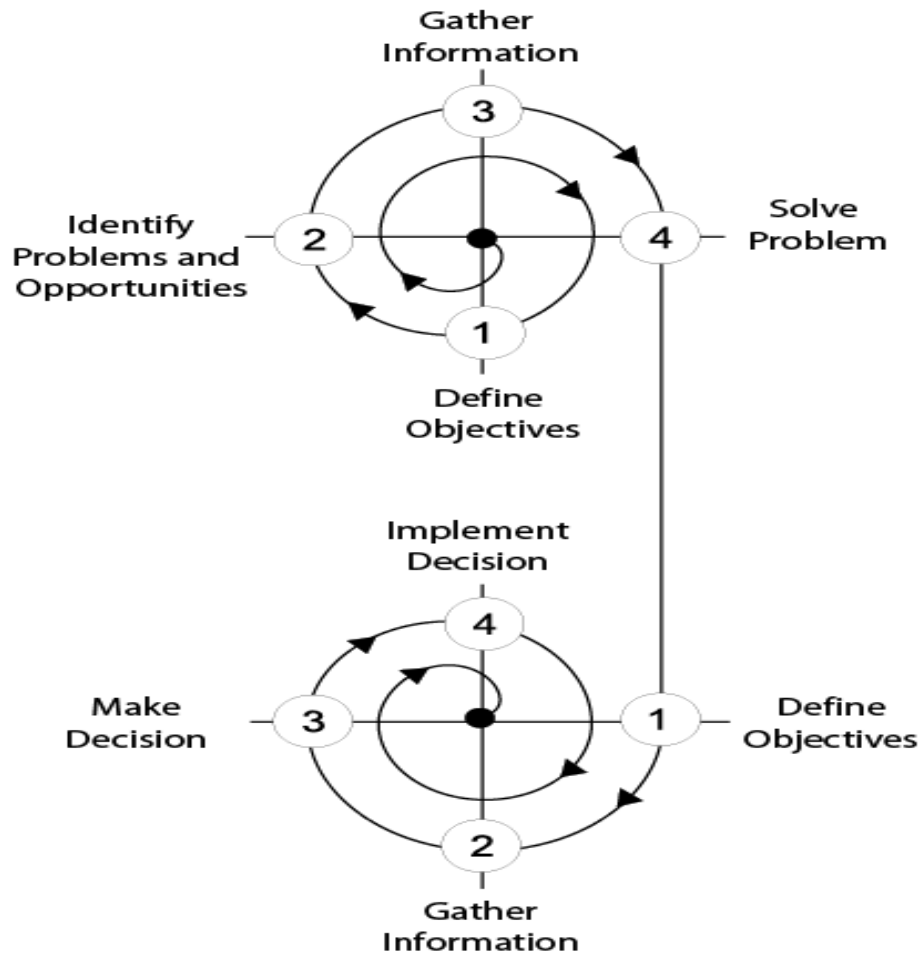 Gather
Information
3
Identify
Problems and
Opportunities
2
4
Solve
Problem
1
Define
Objectives
Implement
Decision
4
Make
Decision
3
1
Define
Objectives
2
Gather
Information